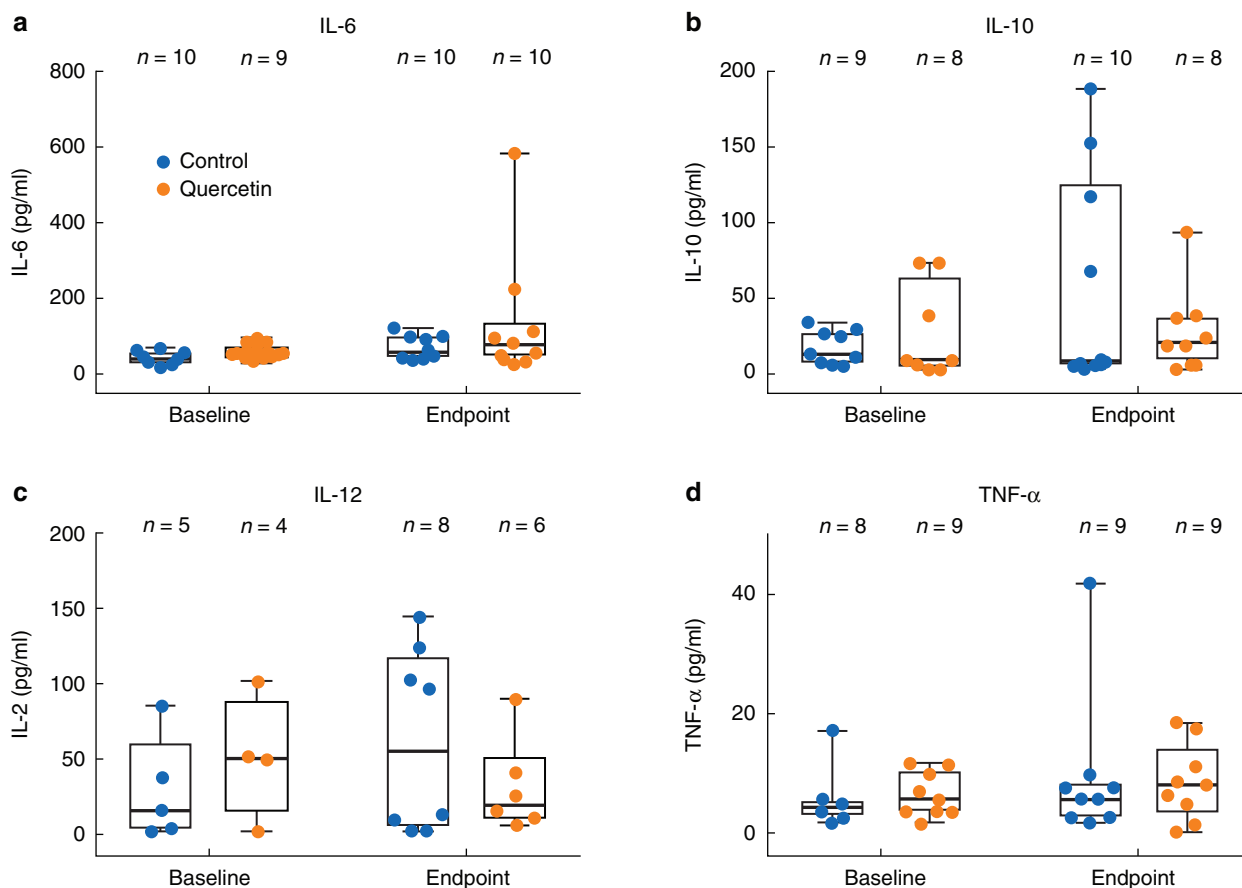 a
IL-6
n = 10
n = 9
n = 10
n = 10
800
600
400
200
0
IL-6 (pg/ml)
Control
Quercetin
Baseline
Endpoint
b
IL-10
n = 9
n = 8
n = 10
n = 8
200
150
100
50
0
IL-10 (pg/ml)
Baseline
Endpoint
c
IL-12
n = 5
n = 4
n = 8
n = 6
200
150
100
50
0
IL-2 (pg/ml)
Baseline
Endpoint
d
TNF-α
n = 8
n = 9
n = 9
n = 9
40
20
0
TNF-α (pg/ml)
Baseline
Endpoint